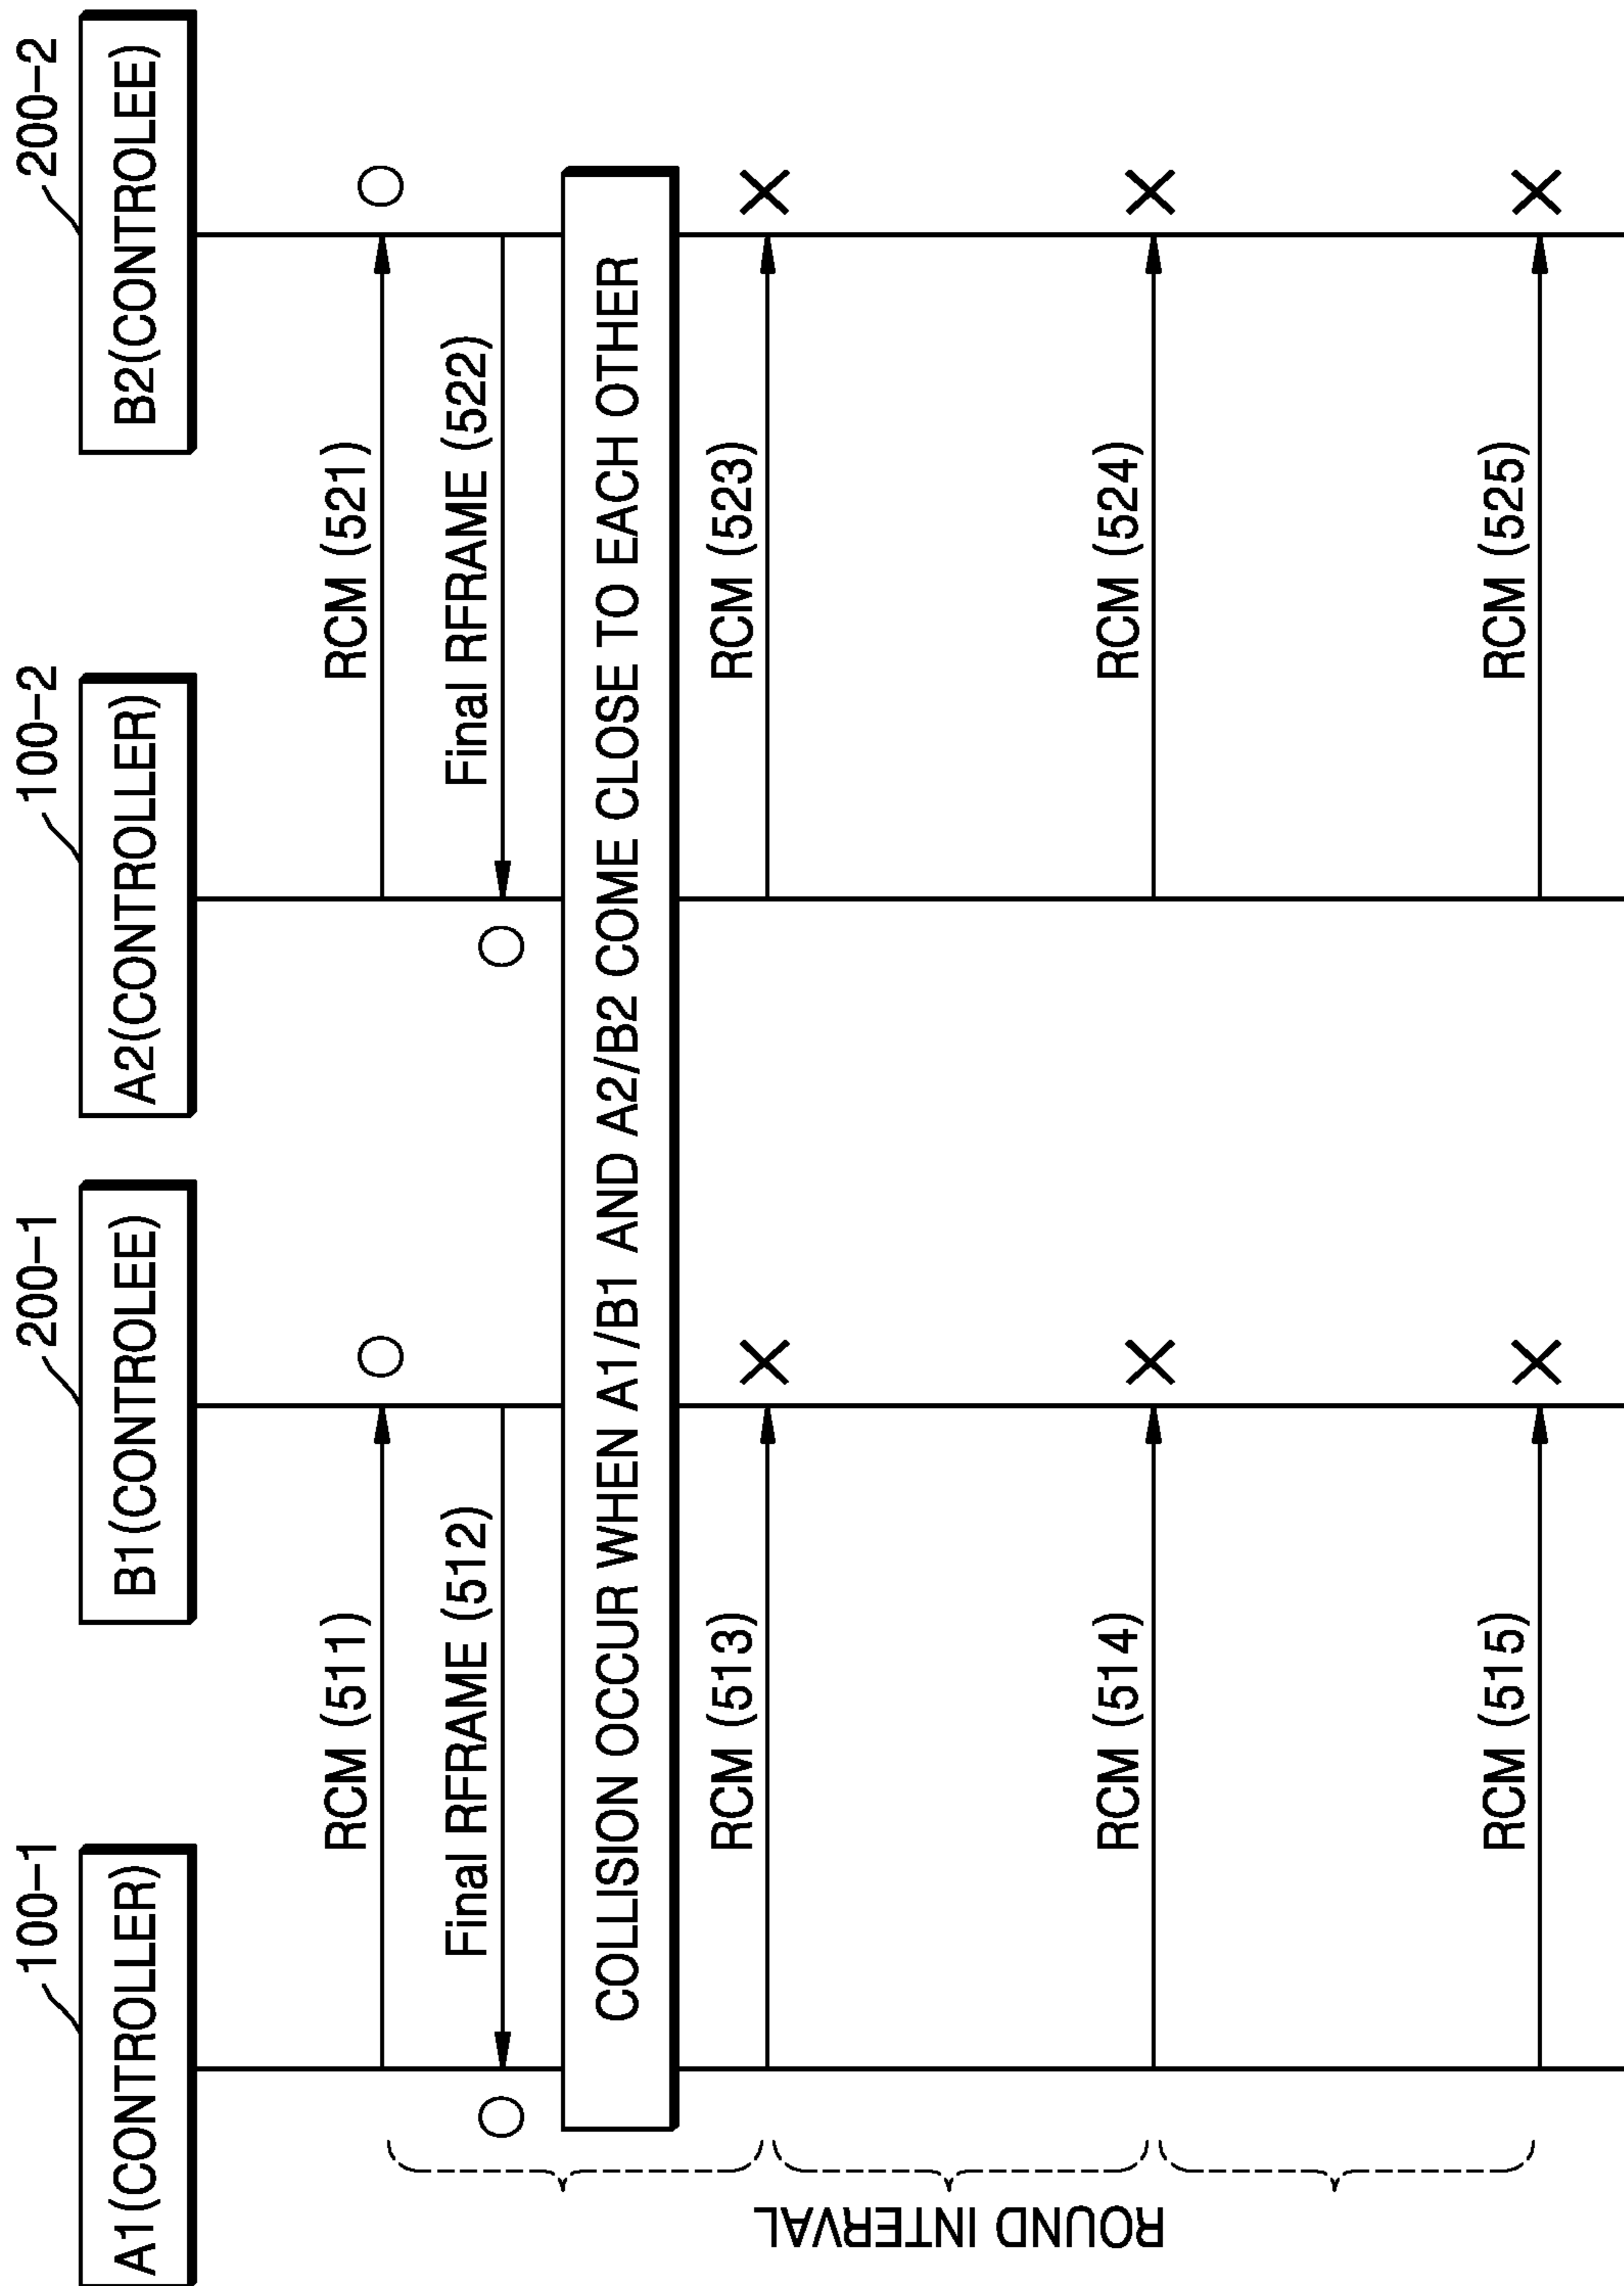 100-1
200-1
100-2
200-2
A1(CONTROLLER)
B1(CONTROLEE)
A2(CONTROLLER)
B2(CONTROLEE)
RCM (511)
RCM (521)
Final RFRAME (512)
Final RFRAME (522)
COLLISION OCCUR WHEN A1/B1 AND A2/B2 COME CLOSE TO EACH OTHER
ROUND INTERVAL
RCM (513)
RCM (523)
RCM (514)
RCM (524)
RCM (515)
RCM (525)